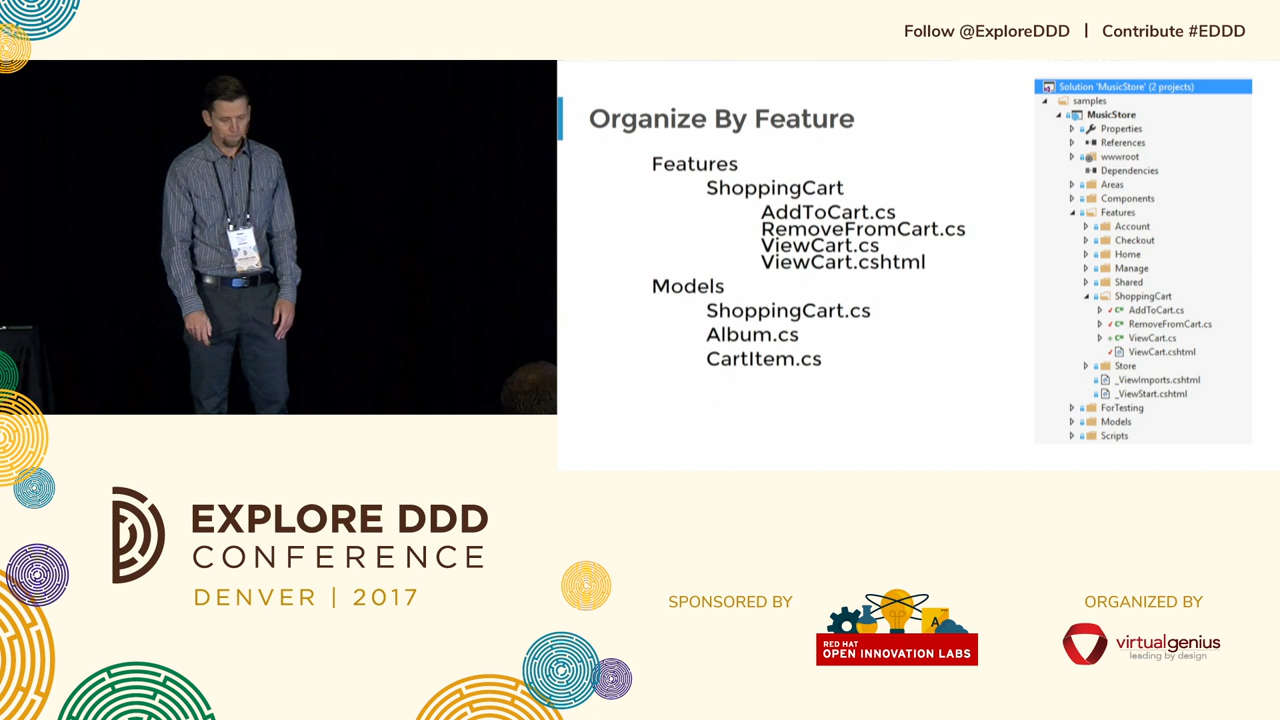 Follow @ExploreDDD | Contribute #EDDD
Organize By Feature
Features
ShoppingCart
AddToCart.cs
RemoveFromCart.cs
ViewCart.cs
ViewCart.cshtml
Models
ShoppingCart.cs
Album.cs
CartItem.cs
Solution 'MusicStore' (2 projects)
samples
MusicStore
Properties
References
wwwroot
Dependencies
Areas
Components
Features
Account
Checkout
Home
Manage
Shared
ShoppingCart
AddToCart.cs
RemoveFromCart.cs
ViewCart.cs
ViewCart.cshtml
Store
_ViewImports.cshtml
_ViewStart.cshtml
ForTesting
Models
Scripts
EXPLORE DDD
CONFERENCE
DENVER | 2017
SPONSORED BY
A
RED HAT
OPEN INNOVATION LABS
ORGANIZED BY
virtualgenius
leading by design